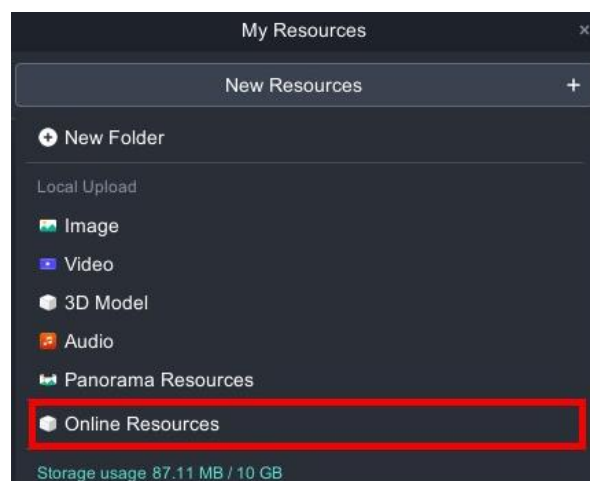 My Resources ×
New Resources +
New Folder
Local Upload
Image
Video
3D Model
Audio
Panorama Resources
Online Resources
Storage usage 87.11 MB / 10 GB